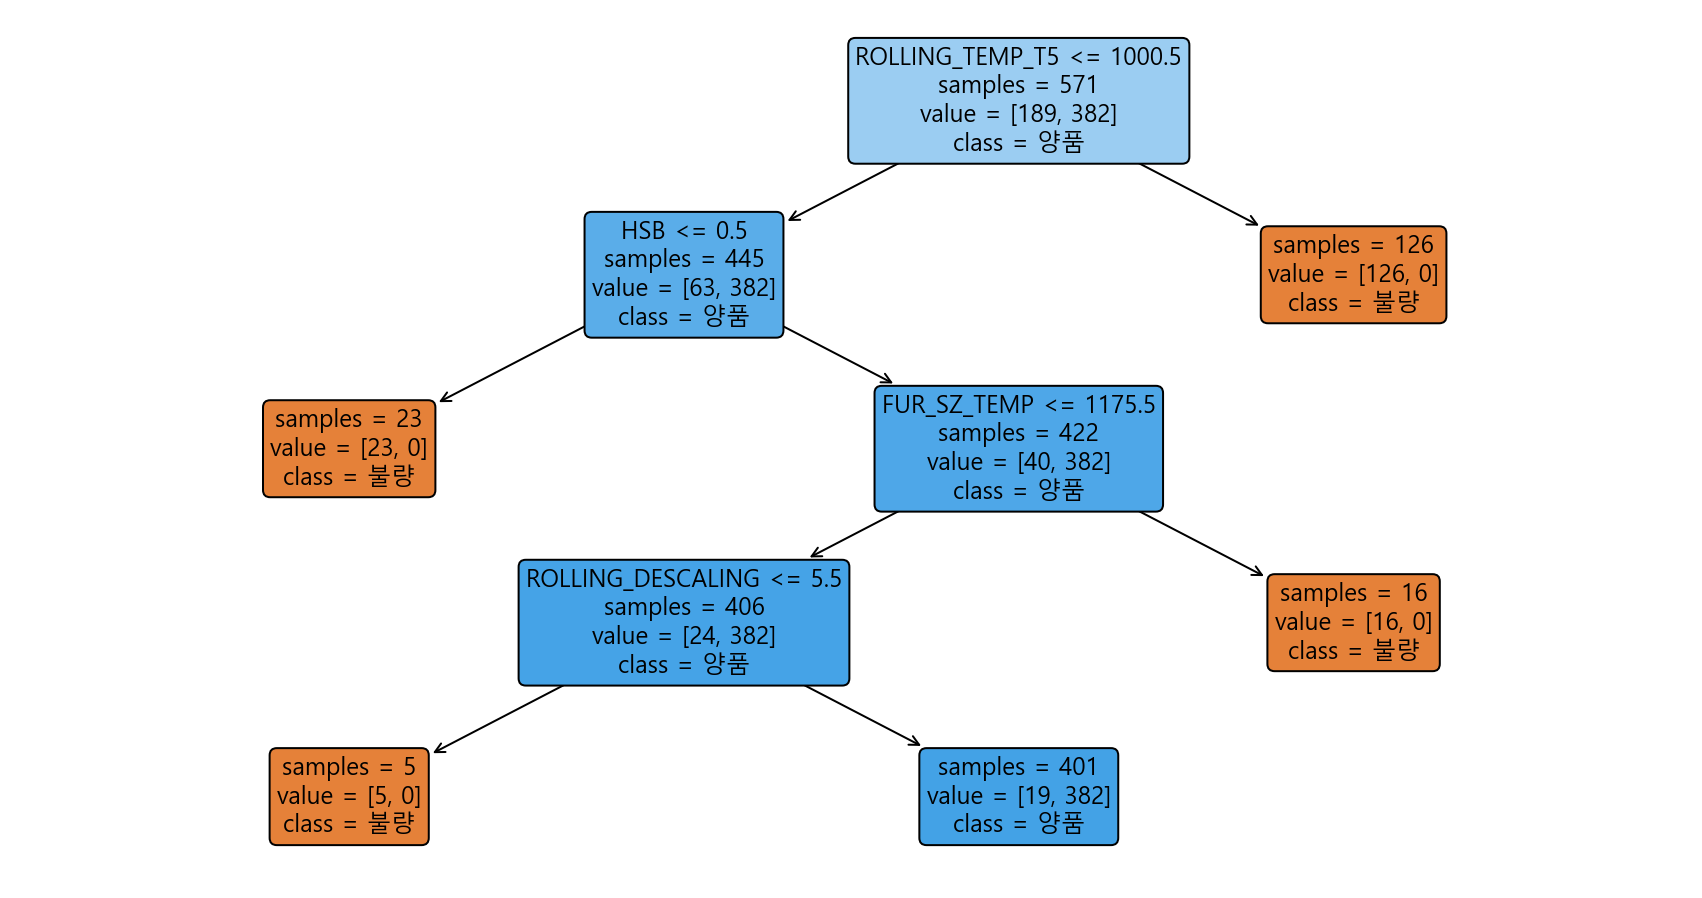 ROLLING_TEMP_T5 <= 1000.5
samples = 571
value = [189, 382]
class = 양품
HSB <= 0.5
samples = 445
value = [63, 382]
class = 양품
samples = 126
value = [126, 0]
class = 불량
samples = 23
value = [23, 0]
class = 불량
FUR_SZ_TEMP <= 1175.5
samples = 422
value = [40, 382]
class = 양품
ROLLING_DESCALING <= 5.5
samples = 406
value = [24, 382]
class = 양품
samples = 16
value = [16, 0]
class = 불량
samples = 5
value = [5, 0]
class = 불량
samples = 401
value = [19, 382]
class = 양품